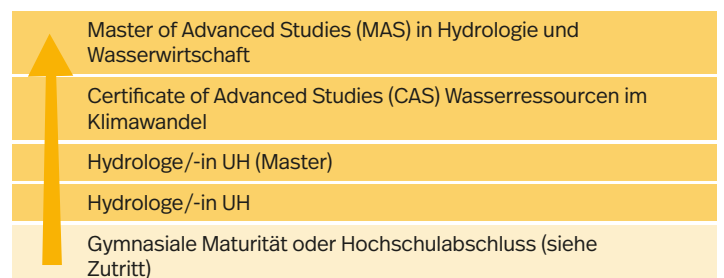 Master of Advanced Studies (MAS) in Hydrologie und
Wasserwirtschaft
Certificate of Advanced Studies (CAS) Wasserressourcen im
Klimawandel
Hydrologe/-in UH (Master)
Hydrologe/-in UH
Gymnasiale Maturität oder Hochschulabschluss (siehe
Zutritt)